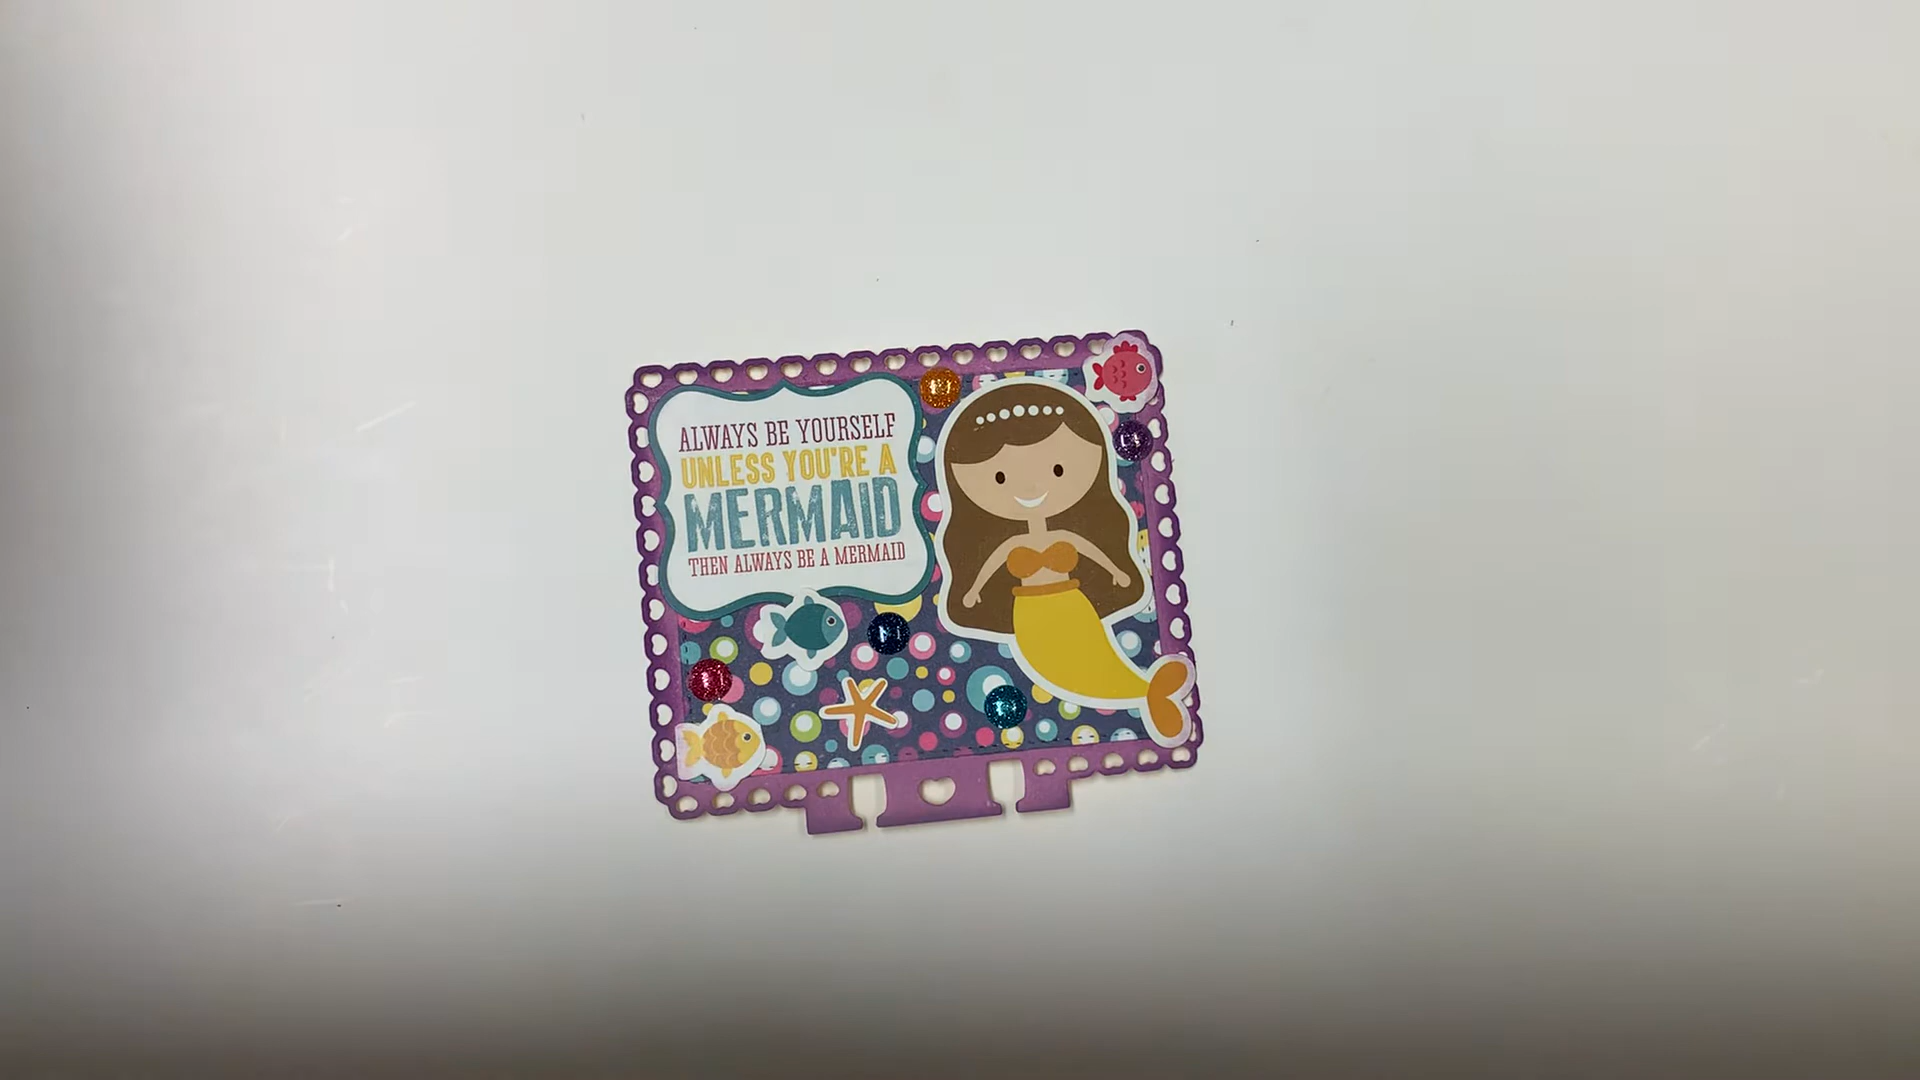 ALWAYS BE YOURSELF
UNLESS YOU'RE A
MERMAID
THEN ALWAYS BE A MERMAID